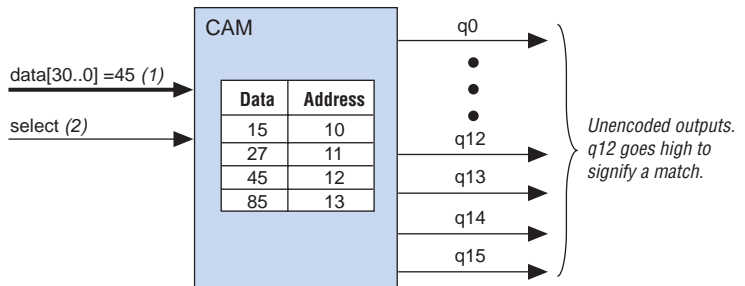 CAM
data[30..0] =45 (1)
select (2)
Data Address
15 10
27 11
45 12
85 13
q0
q12
q13
q14
q15
Unencoded outputs.
q12 goes high to
signify a match.